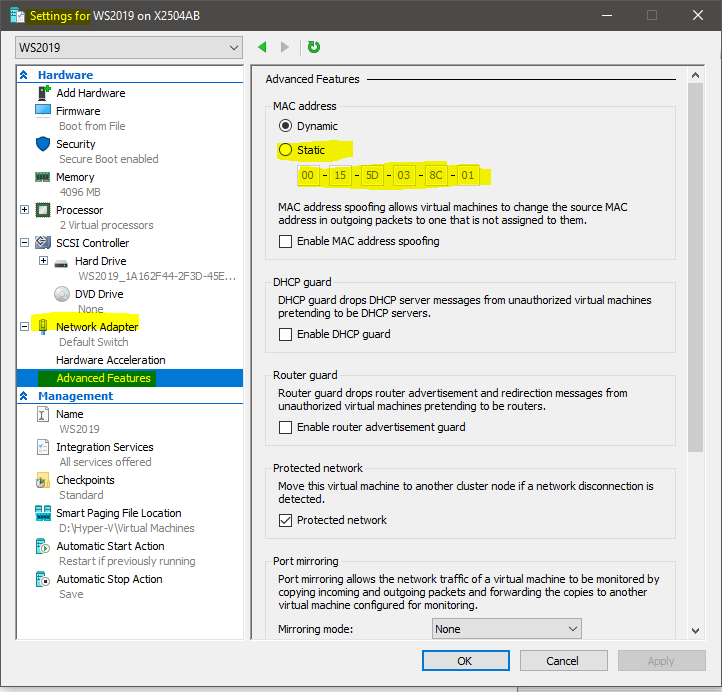 Settings for WS2019 on X2504AB
WS2019
Hardware
Add Hardware
Firmware
Boot from File
Security
Secure Boot enabled
Memory
4096 MB
Processor
2 Virtual processors
SCSI Controller
Hard Drive
WS2019_1A162F44-2F3D-45E...
DVD Drive
None
Network Adapter
Default Switch
Hardware Acceleration
Advanced Features
Management
Name
WS2019
Integration Services
All services offered
Checkpoints
Standard
Smart Paging File Location
D:\Hyper-V\Virtual Machines
Automatic Start Action
Restart if previously running
Automatic Stop Action
Save
Advanced Features
MAC address
Dynamic
Static
00 - 15 - 5D - 03 - 8C - 01
MAC address spoofing allows virtual machines to change the source MAC
address in outgoing packets to one that is not assigned to them.
Enable MAC address spoofing
DHCP guard
DHCP guard drops DHCP server messages from unauthorized virtual machines
pretending to be DHCP servers.
Enable DHCP guard
Router guard
Router guard drops router advertisement and redirection messages from
unauthorized virtual machines pretending to be routers.
Enable router advertisement guard
Protected network
Move this virtual machine to another cluster node if a network disconnection is
detected.
Protected network
Port mirroring
Port mirroring allows the network traffic of a virtual machine to be monitored by
copying incoming and outgoing packets and forwarding the copies to another
virtual machine configured for monitoring.
Mirroring mode: None
OK Cancel Apply